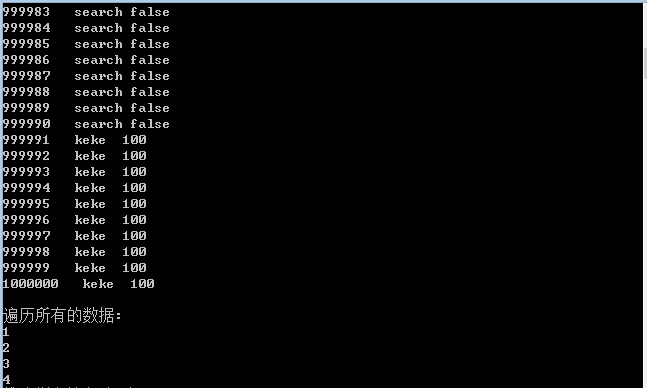 999983   search false
999984   search false
999985   search false
999986   search false
999987   search false
999988   search false
999989   search false
999990   search false
999991   keke  100
999992   keke  100
999993   keke  100
999994   keke  100
999995   keke  100
999996   keke  100
999997   keke  100
999998   keke  100
999999   keke  100
1000000   keke  100
遍历所有的数据:
1
2
3
4